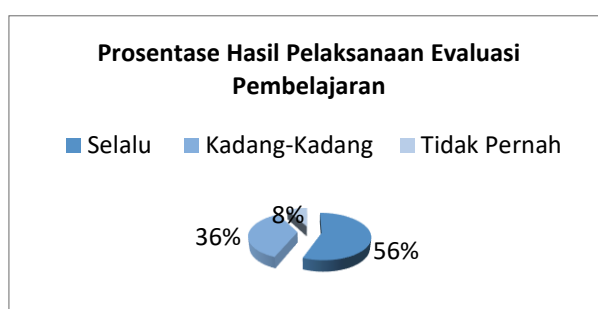 Prosentase Hasil Pelaksanaan Evaluasi
Pembelajaran
Selalu Kadang-Kadang Tidak Pernah
8%
36%
56%